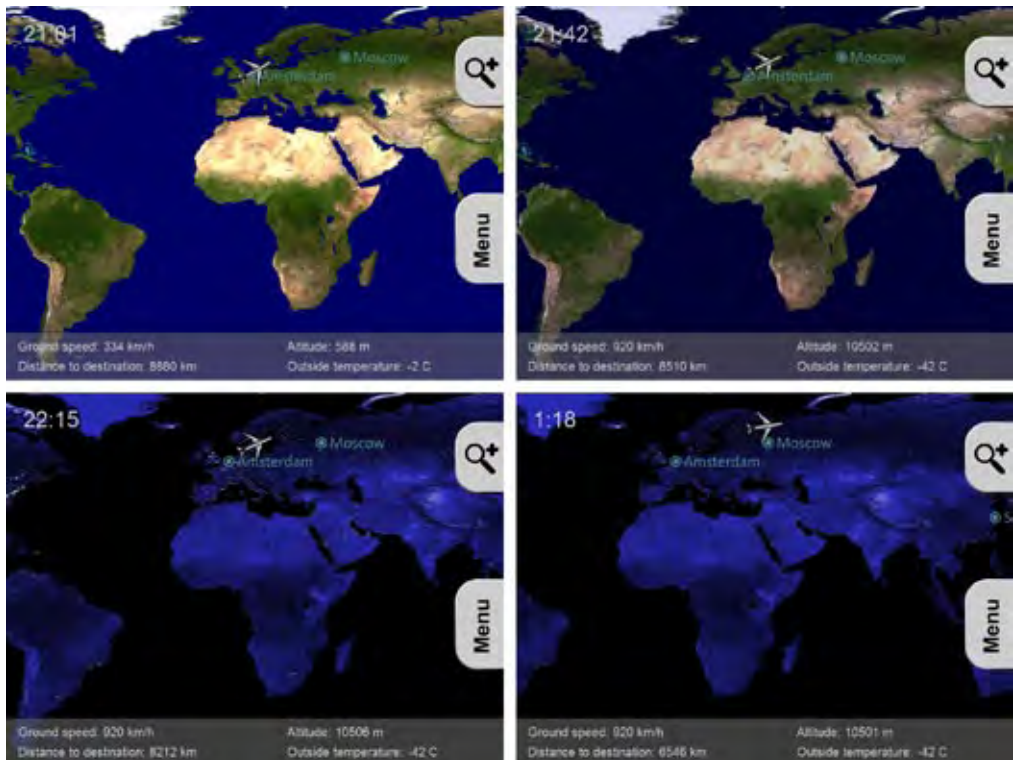 21:01
Moscow
Amsterdam
Menu
Ground speed: 334 km/h
Altitude: 588 m
Distance to destination: 8880 km
Outside temperature: -2 C
21:42
Moscow
Amsterdam
Menu
Ground speed: 920 km/h
Altitude: 10502 m
Distance to destination: 8510 km
Outside temperature: -42 C
22:15
Moscow
Amsterdam
Menu
Ground speed: 920 km/h
Altitude: 10506 m
Distance to destination: 8212 km
Outside temperature: -42 C
1:18
Moscow
Amsterdam
Menu
Ground speed: 920 km/h
Altitude: 10501 m
Distance to destination: 6546 km
Outside temperature: -42 C